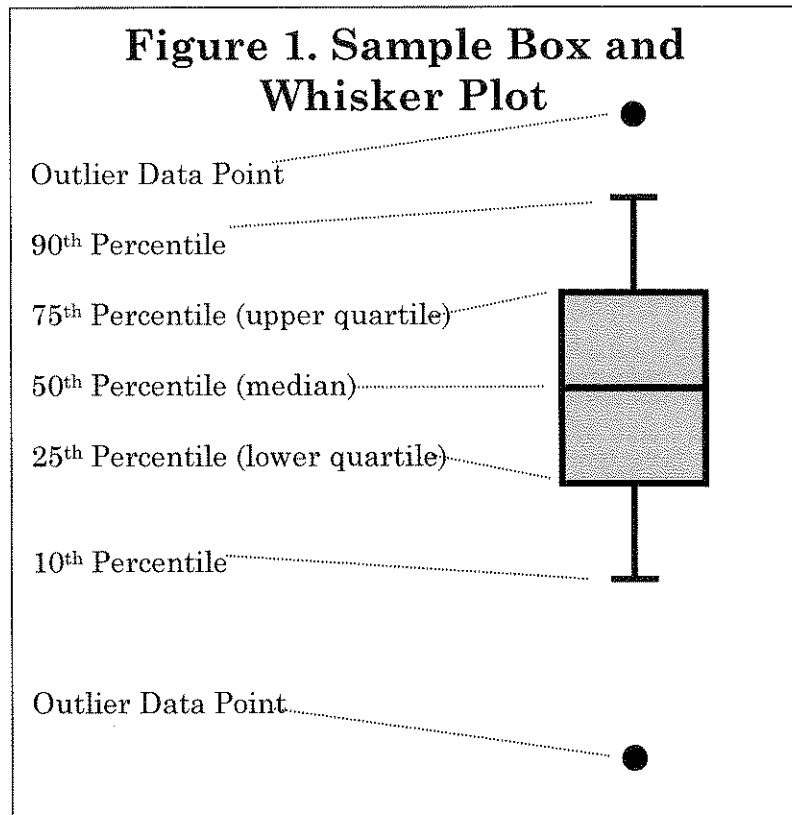 Figure 1. Sample Box and
Whisker Plot
Outlier Data Point
90th Percentile
75th Percentile (upper quartile)
50th Percentile (median)
25th Percentile (lower quartile)
10th Percentile
Outlier Data Point